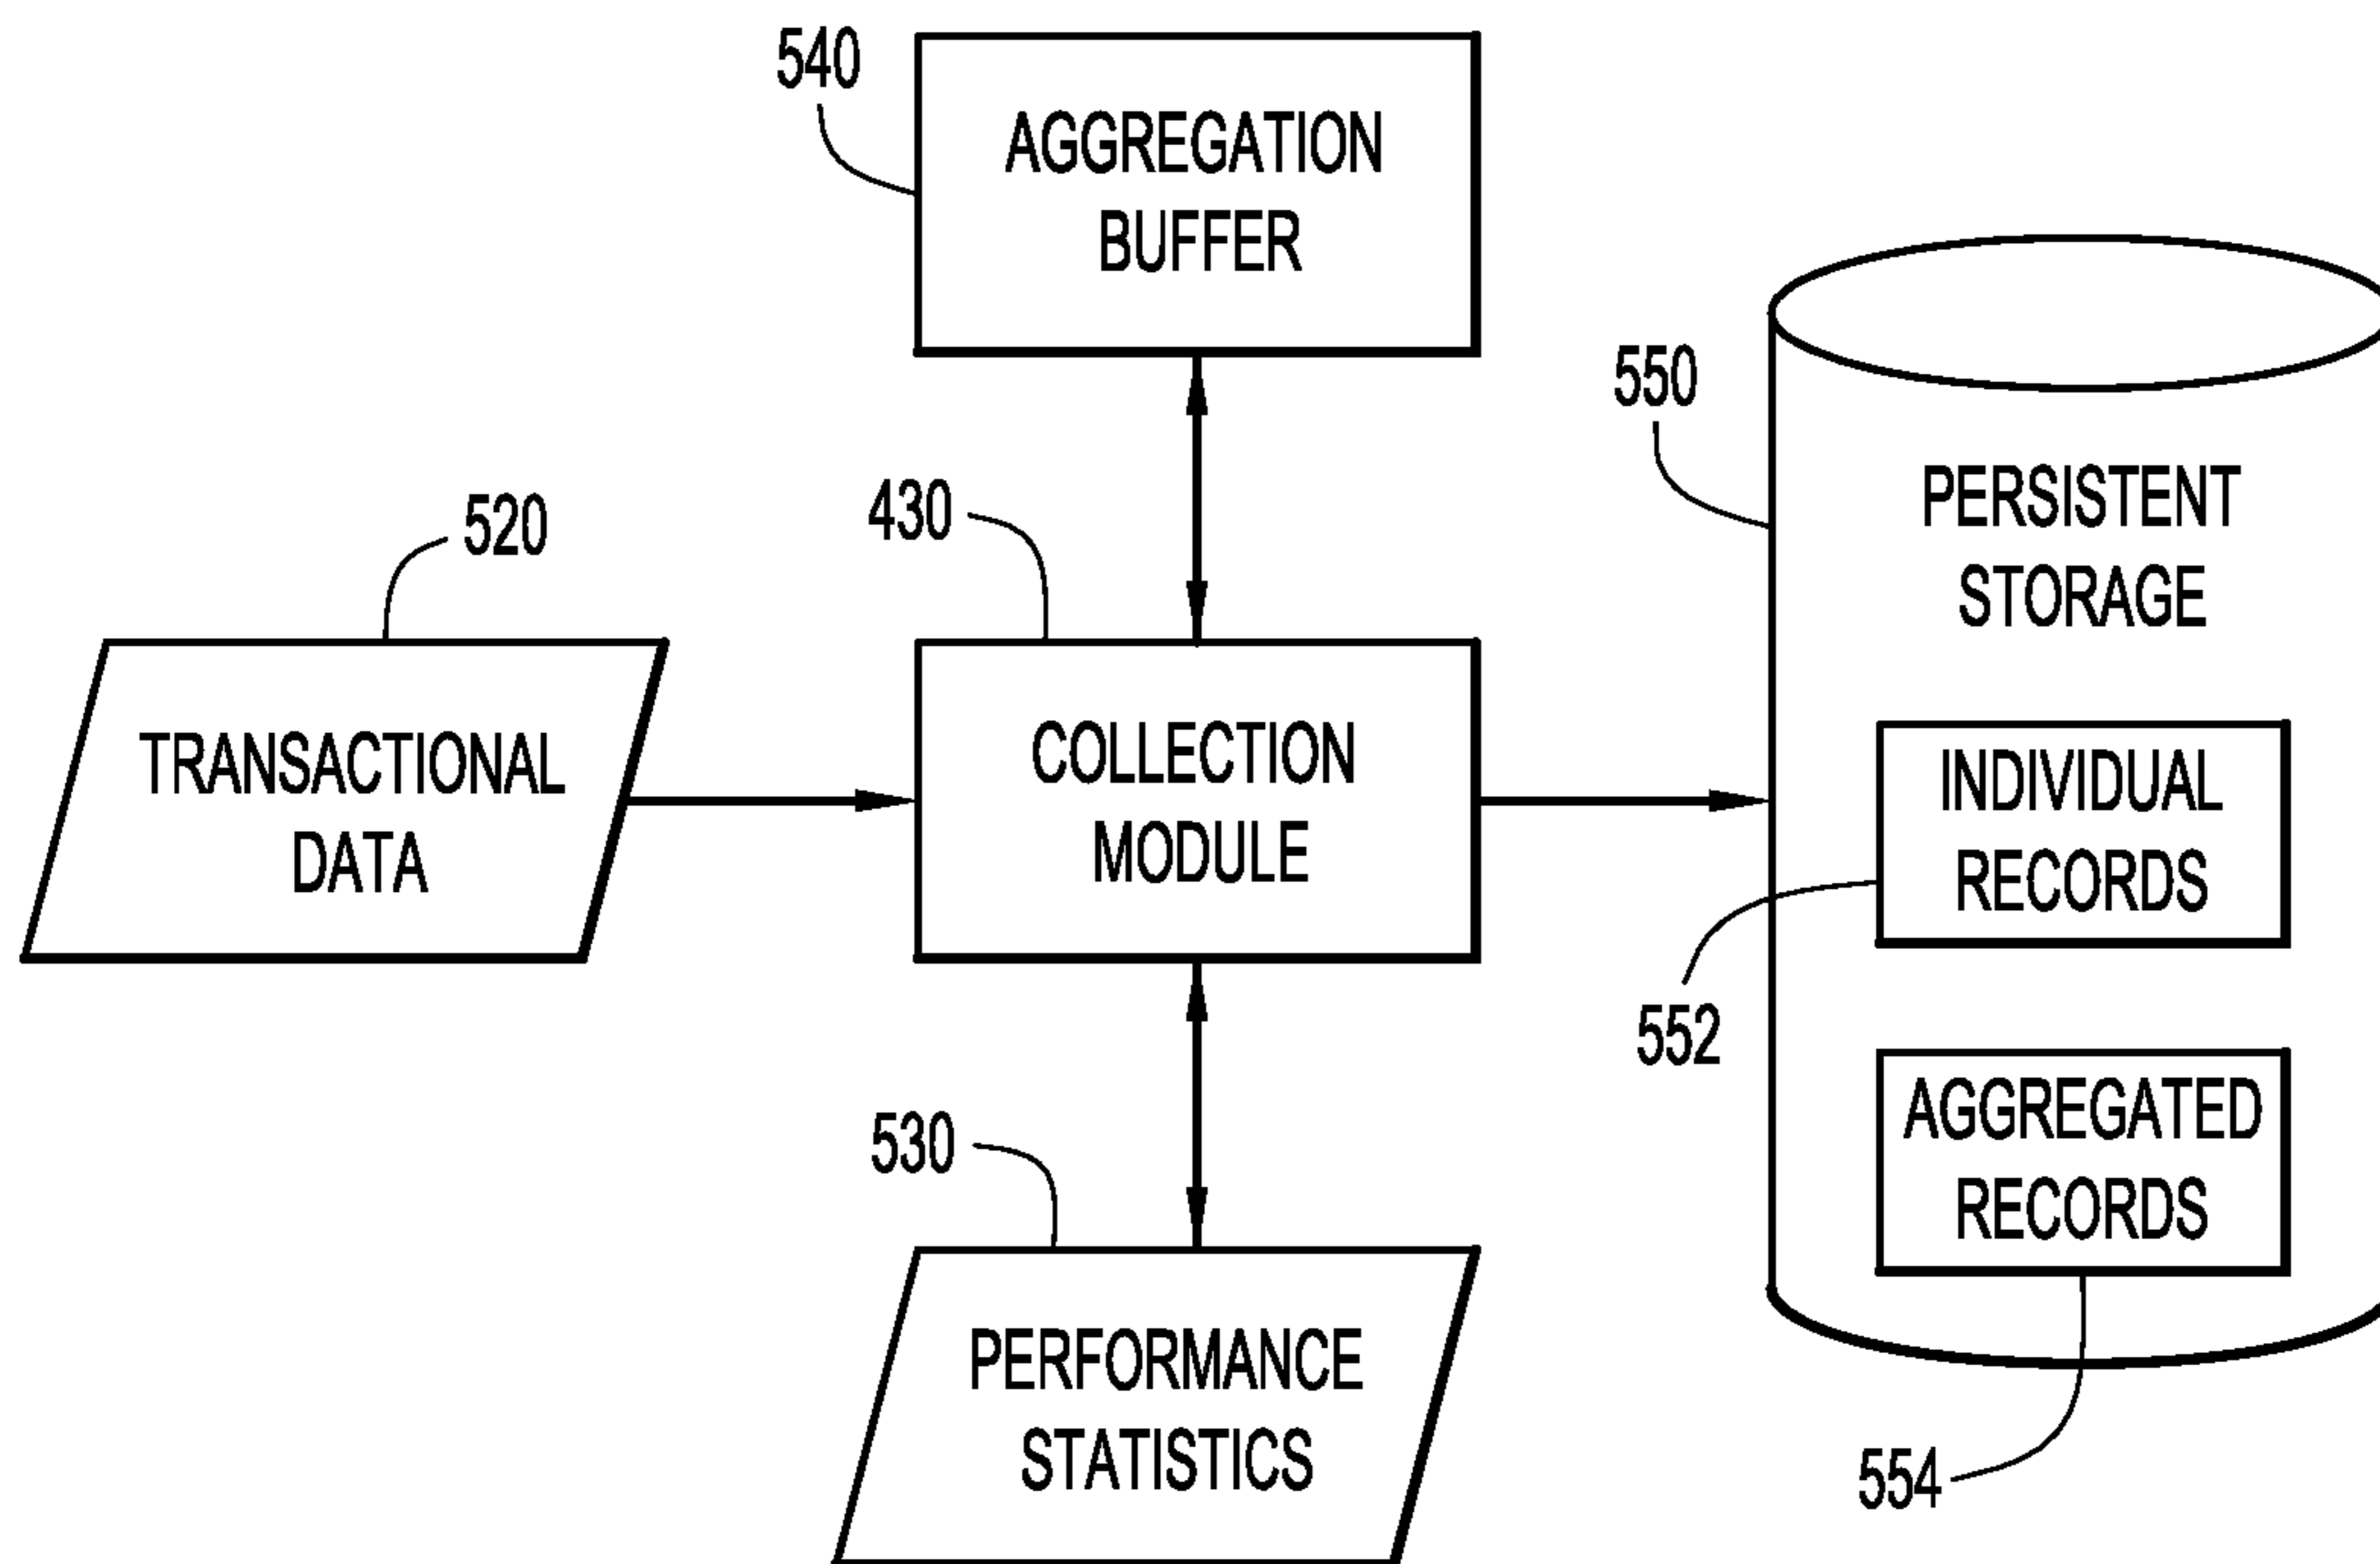 540
AGGREGATION
BUFFER
550
PERSISTENT
STORAGE
520
430
TRANSACTIONAL
DATA
COLLECTION
MODULE
INDIVIDUAL
RECORDS
552
AGGREGATED
RECORDS
530
PERFORMANCE
STATISTICS
554